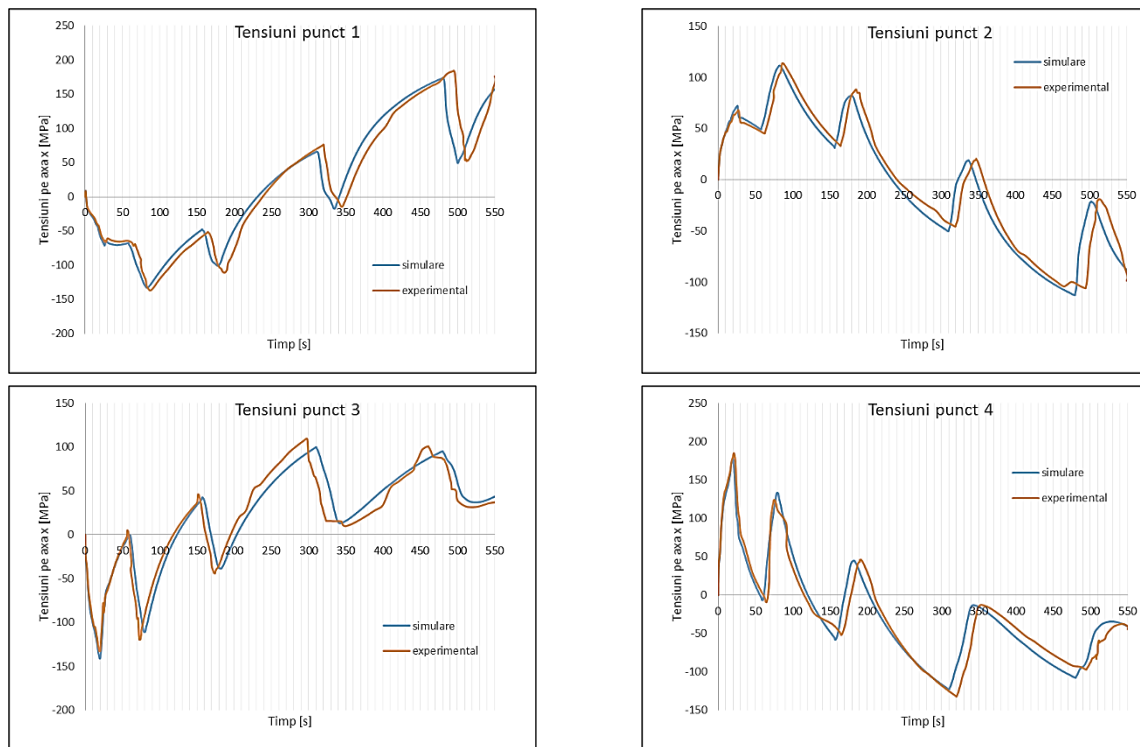 Tensiuni punct 1
Tensiuni pe axa x [MPa]
250
200
150
100
50
0
-50
-100
-150
-200
0 50 100 150 200 250 300 350 400 450 500 550
simulare
experimental
Timp [s]
Tensiuni punct 2
Tensiuni pe axa x [MPa]
150
100
50
0
-50
-100
-150
0 50 100 150 200 250 300 350 400 450 500 550
simulare
experimental
Timp [s]
Tensiuni punct 3
Tensiuni pe axa x [MPa]
150
100
50
0
-50
-100
-150
-200
0 50 100 150 200 250 300 350 400 450 500 550
simulare
experimental
Timp [s]
Tensiuni punct 4
Tensiuni pe axa x [MPa]
250
200
150
100
50
0
-50
-100
-150
0 50 100 150 200 250 300 350 400 450 500 550
simulare
experimental
Timp [s]